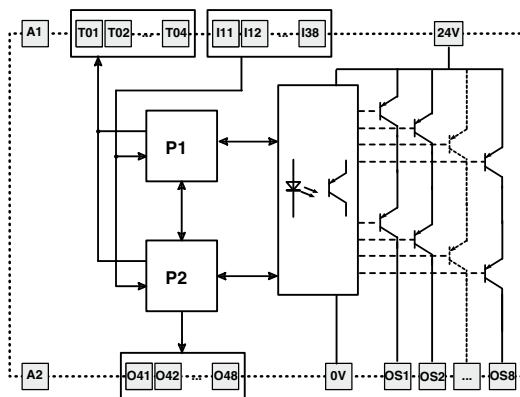 A1 T01 T02 ... T04 I11 I12 ... I38 24V
P1
P2
A2 O41 O42 ... O48 0V OS1 OS2 ... OS8